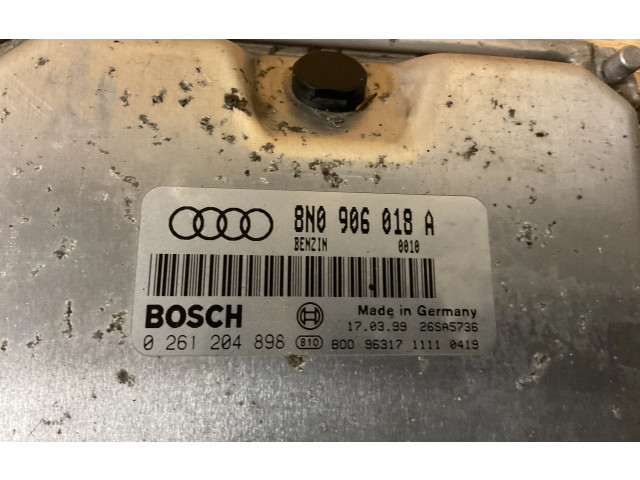 8N0 906 018 A
BENZIN 0010
BOSCH Made in Germany
17.03.99 26SA5736
0 261 204 898 810 B00 96317 1111 0419